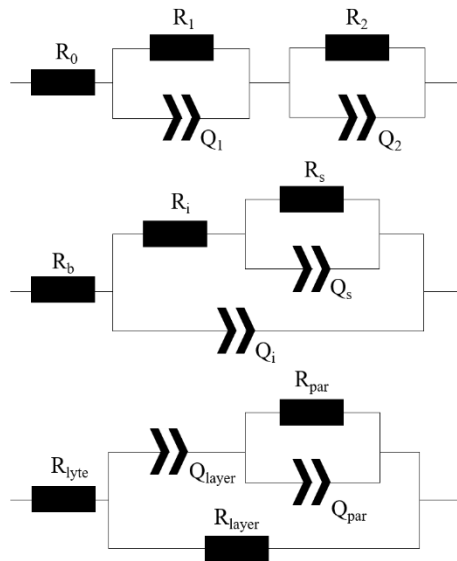 R1 R2
R0
Q1 Q2
Rs
Ri
Rb
Qs
Qi
Rpar
Rlyte
Qlayer
Qpar
Rlayer